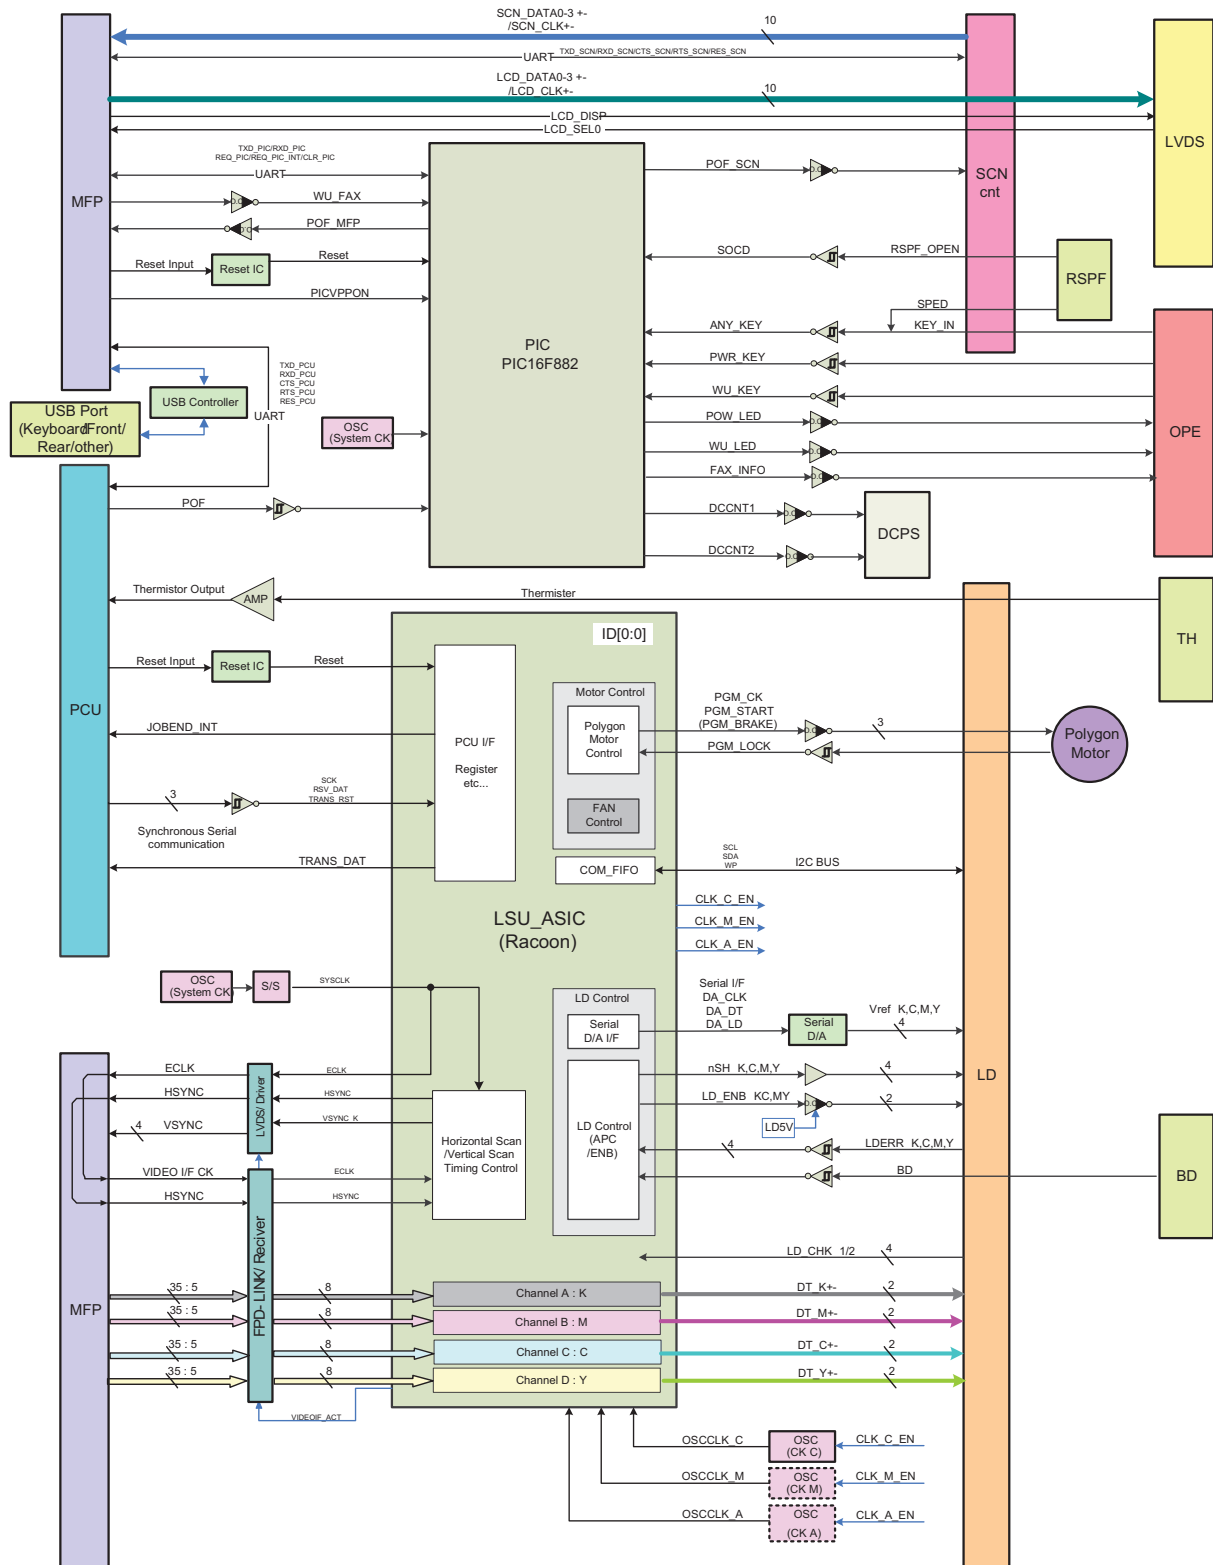 SCN_DATA0-3 +-
/SCN_CLK+-
10
TXD_SCN/RXD_SCN/CTS_SCN/RTS_SCN/RES_SCN
UART
LCD_DATA0-3 +-
/LCD_CLK+-
10
LCD_DISP
LCD_SEL0
LVDS
MFP
TXD_PIC/RXD_PIC
REQ_PIC/REQ_PIC_INT/CLR_PIC
UART
WU_FAX
POF_MFP
Reset Input
Reset IC
Reset
PICVPPON
PIC
PIC16F882
POF_SCN
SCN
cnt
SOCD
RSPF_OPEN
RSPF
SPED
ANY_KEY
KEY_IN
PWR_KEY
WU_KEY
POW_LED
WU_LED
FAX_INFO
OPE
DCCNT1
DCCNT2
DCPS
TXD_PCU
RXD_PCU
CTS_PCU
RTS_PCU
RES_PCU
UART
USB Controller
USB Port
(KeyboardFront/
Rear/other)
OSC
(System CK)
POF
Thermistor Output
AMP
Thermister
TH
PCU
Reset Input
Reset IC
Reset
JOBEND_INT
3
SCK
RSV_DAT
TRANS_RST
Synchronous Serial
communication
TRANS_DAT
ID[0:0]
PCU I/F
Register
etc...
Motor Control
Polygon
Motor
Control
FAN
Control
COM_FIFO
PGM_CK
PGM_START
(PGM_BRAKE)
3
PGM_LOCK
Polygon
Motor
SCL
SDA
WP
I2C BUS
CLK_C_EN
CLK_M_EN
CLK_A_EN
LSU_ASIC
(Racoon)
OSC
(System CK)
S/S
SYSCLK
LD Control
Serial
D/A I/F
Serial I/F
DA_CLK
DA_DT
DA_LD
Serial
D/A
Vref K,C,M,Y
4
LD
LD Control
(APC
/ENB)
nSH K,C,M,Y
4
LD_ENB KC,MY
2
LD5V
4
LDERR K,C,M,Y
BD
BD
LD_CHK 1/2
4
MFP
ECLK
HSYNC
4
VSYNC
VIDEO I/F CK
HSYNC
LVDS/ Driver
FPD- LINK/ Reciver
ECLK
HSYNC
VSYNC K
ECLK
HSYNC
Horizontal Scan
/Vertical Scan
Timing Control
35 : 5
8
Channel A : K
DT_K+-
2
35 : 5
8
Channel B : M
DT_M+-
2
35 : 5
8
Channel C : C
DT_C+-
2
35 : 5
8
Channel D : Y
DT_Y+-
2
VIDEOIF_ACT
OSCCLK_C
OSC
(CK C)
CLK_C_EN
OSCCLK_M
OSC
(CK M)
CLK_M_EN
OSCCLK_A
OSC
(CK A)
CLK_A_EN